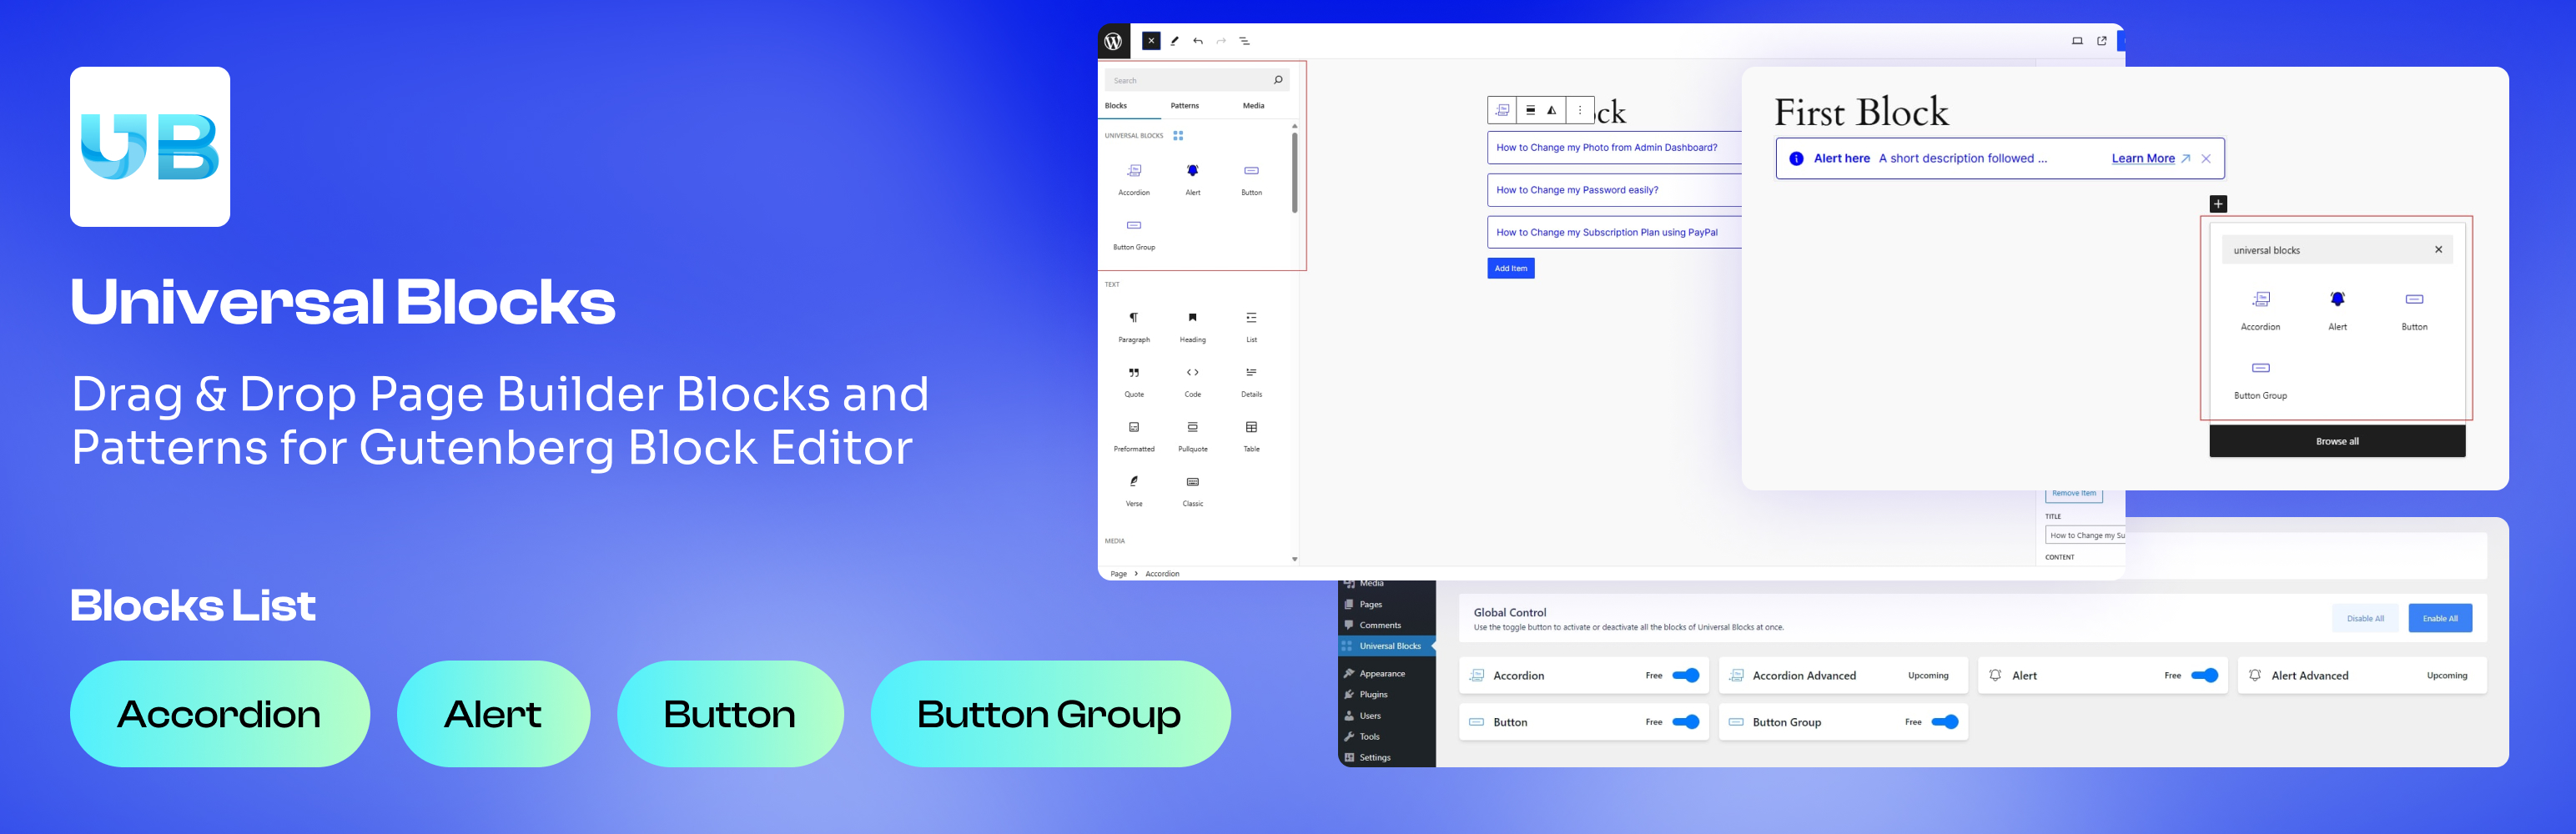 UB
Universal Blocks
Drag & Drop Page Builder Blocks and
Patterns for Gutenberg Block Editor
Blocks List
Accordion
Alert
Button
Button Group
Search
Blocks Patterns Media
UNIVERSAL BLOCKS
Accordion Alert Button
Button Group
TEXT
Paragraph Heading List
Quote Code Details
Preformatted Pullquote Table
Verse Classic
MEDIA
Page > Accordion
ck
How to Change my Photo from Admin Dashboard?
How to Change my Password easily?
How to Change my Subscription Plan using PayPal
Add Item
Remove Item
TITLE
How to Change my Su
CONTENT
First Block
Alert here A short description followed ... Learn More
universal blocks
Accordion Alert Button
Button Group
Browse all
Media
Pages
Comments
Universal Blocks
Appearance
Plugins
Users
Tools
Settings
Global Control
Use the toggle button to activate or deactivate all the blocks of Universal Blocks at once.
Disable All Enable All
Accordion Free
Accordion Advanced Upcoming
Alert Free
Alert Advanced Upcoming
Button Free
Button Group Free